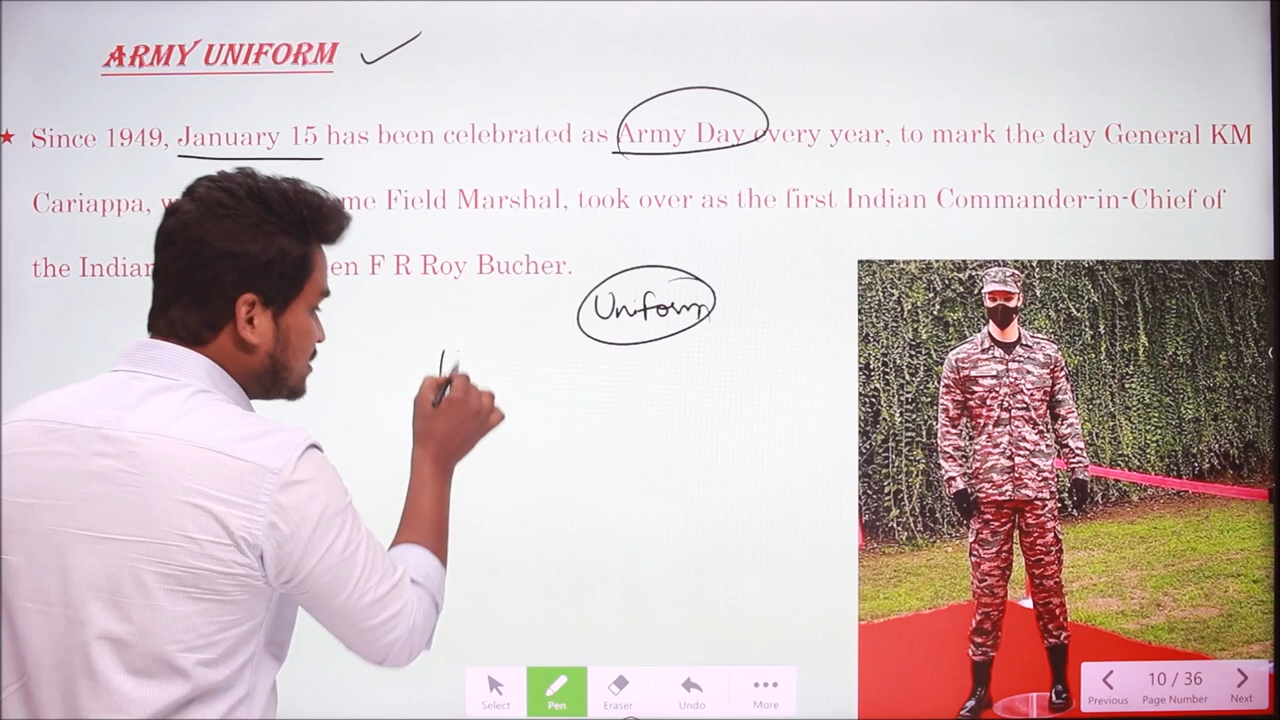 ARMY UNIFORM
★ Since 1949, January 15 has been celebrated as Army Day every year, to mark the day General KM
Cariappa, me Field Marshal, took over as the first Indian Commander-in-Chief of
the Indian en F R Roy Bucher.
Uniform
Select Pen Eraser Undo More
10 / 36
Previous Page Number Next